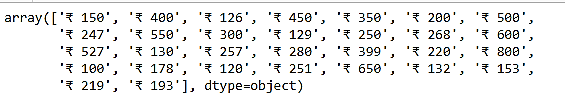 array(['₹ 150', '₹ 400', '₹ 126', '₹ 450', '₹ 350', '₹ 200', '₹ 500',
'₹ 247', '₹ 550', '₹ 300', '₹ 129', '₹ 250', '₹ 268', '₹ 600',
'₹ 527', '₹ 130', '₹ 257', '₹ 280', '₹ 399', '₹ 220', '₹ 800',
'₹ 100', '₹ 178', '₹ 120', '₹ 251', '₹ 650', '₹ 132', '₹ 153',
'₹ 219', '₹ 193'], dtype=object)